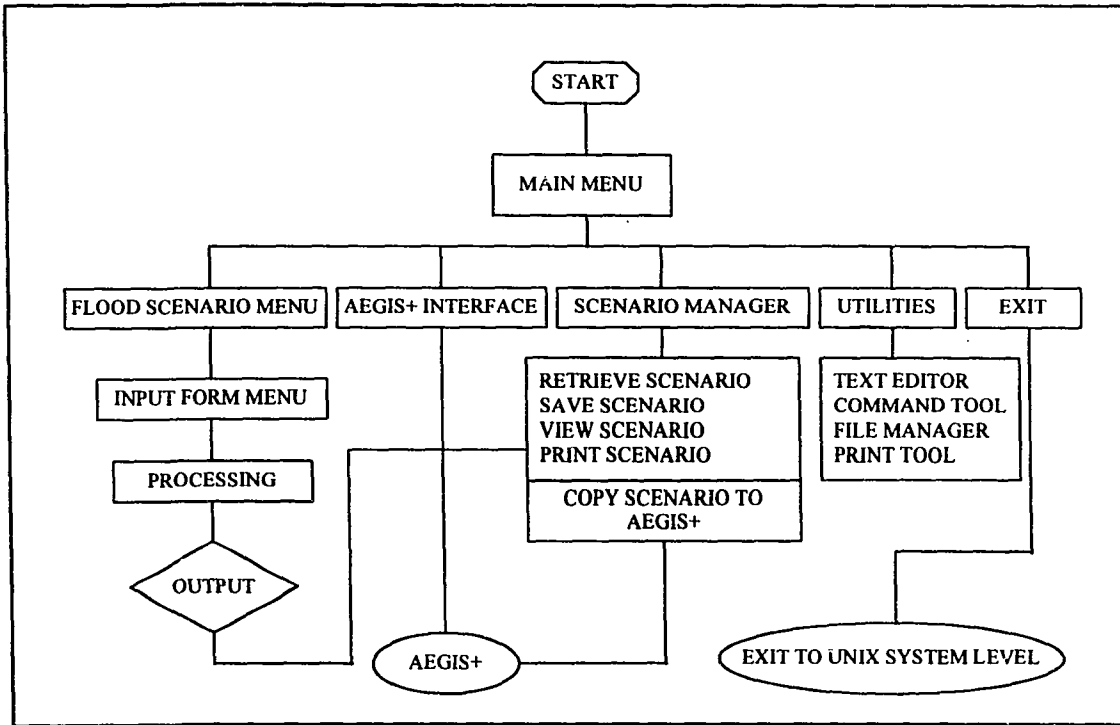 START
MAIN MENU
FLOOD SCENARIO MENU
AEGIS+ INTERFACE
SCENARIO MANAGER
UTILITIES
EXIT
INPUT FORM MENU
PROCESSING
OUTPUT
RETRIEVE SCENARIO
SAVE SCENARIO
VIEW SCENARIO
PRINT SCENARIO
COPY SCENARIO TO
AEGIS+
TEXT EDITOR
COMMAND TOOL
FILE MANAGER
PRINT TOOL
AEGIS+
EXIT TO UNIX SYSTEM LEVEL